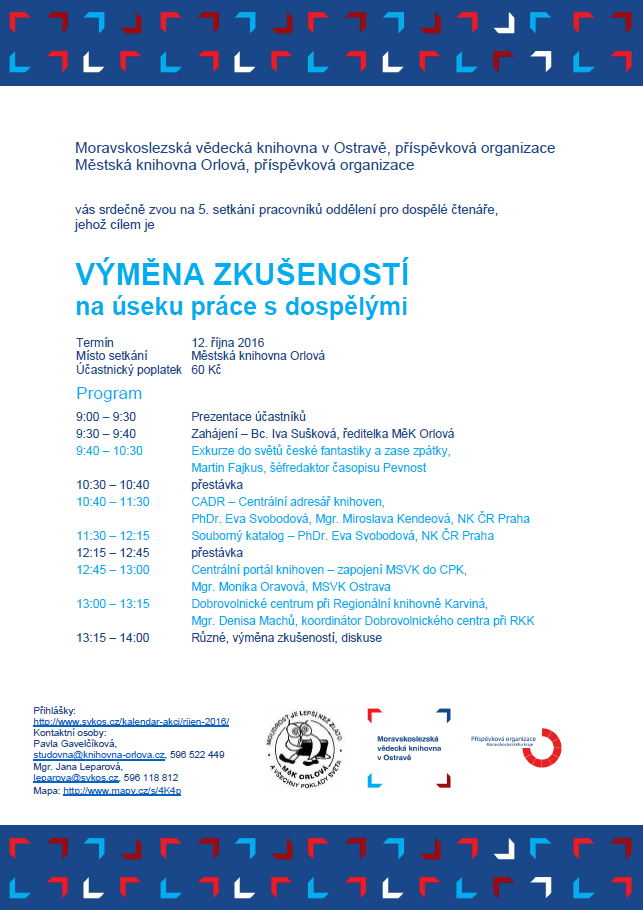 Moravskoslezská vědecká knihovna v Ostravě, příspěvková organizace
Městská knihovna Orlová, příspěvková organizace
vás srdečně zvou na 5. setkání pracovníků oddělení pro dospělé čtenáře,
jehož cílem je
VÝMĚNA ZKUŠENOSTÍ
na úseku práce s dospělými
Termín 12. října 2016
Místo setkání Městská knihovna Orlová
Účastnický poplatek 60 Kč
Program
9:00 – 9:30 Prezentace účastníků
9:30 – 9:40 Zahájení – Bc. Iva Sušková, ředitelka MěK Orlová
9:40 – 10:30 Exkurze do světů české fantastiky a zase zpátky,
Martin Fajkus, šéfredaktor časopisu Pevnost
10:30 – 10:40 přestávka
10:40 – 11:30 CADR – Centrální adresář knihoven,
PhDr. Eva Svobodová, Mgr. Miroslava Kendeová, NK ČR Praha
11:30 – 12:15 Souborný katalog – PhDr. Eva Svobodová, NK ČR Praha
12:15 – 12:45 přestávka
12:45 – 13:00 Centrální portál knihoven – zapojení MSVK do CPK,
Mgr. Monika Oravová, MSVK Ostrava
13:00 – 13:15 Dobrovolnické centrum při Regionální knihovně Karviná,
Mgr. Denisa Machů, koordinátor Dobrovolnického centra při RKK
13:15 – 14:00 Různé, výměna zkušeností, diskuse
Přihlášky:
http://www.svkos.cz/kalendar-akci/rijen-2016/
Kontaktní osoby:
Pavla Gavelčíková,
studovna@knihovna-orlova.cz, 596 522 449
Mgr. Jana Leparová,
leparova@svkos.cz, 596 118 812
Mapa: http://www.mapy.cz/s/4K4p
MOUDROST JE LEPŠÍ NEŽ ZLATO
MěK ORLOVÁ
A VŠECHNY POKLADY SVĚTA
Moravskoslezská
vědecká knihovna
v Ostravě
Příspěvková organizace
Moravskoslezského kraje